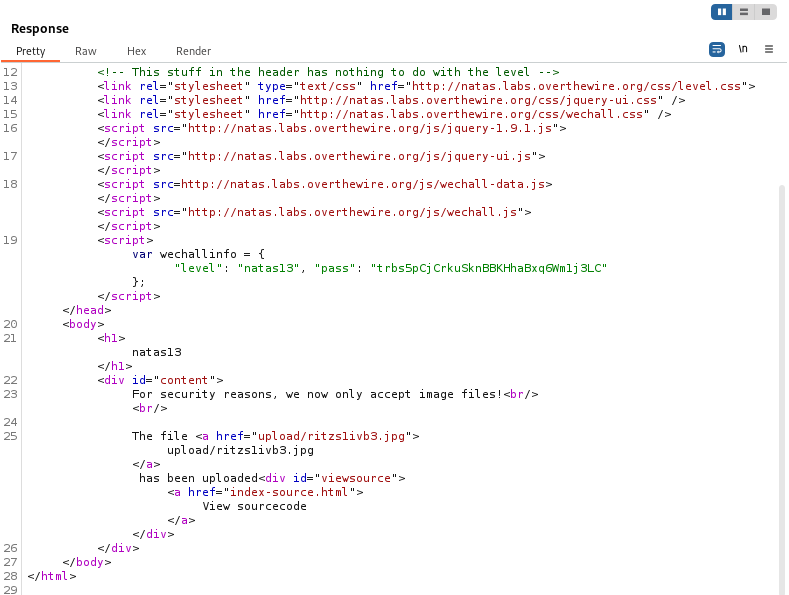 Response
Pretty Raw Hex Render
\n
12 <!-- This stuff in the header has nothing to do with the level -->
13 <link rel="stylesheet" type="text/css" href="http://natas.labs.overthewire.org/css/level.css">
14 <link rel="stylesheet" href="http://natas.labs.overthewire.org/css/jquery-ui.css" />
15 <link rel="stylesheet" href="http://natas.labs.overthewire.org/css/wechall.css" />
16 <script src="http://natas.labs.overthewire.org/js/jquery-1.9.1.js">
</script>
17 <script src="http://natas.labs.overthewire.org/js/jquery-ui.js">
</script>
18 <script src=http://natas.labs.overthewire.org/js/wechall-data.js>
</script>
<script src="http://natas.labs.overthewire.org/js/wechall.js">
</script>
19 <script>
var wechallinfo = {
"level": "natas13", "pass": "trbs5pCjCrkuSknBBKHhaBxq6Wm1j3LC"
};
</script>
</head>
20 <body>
21 <h1>
natas13
</h1>
22 <div id="content">
23 For security reasons, we now only accept image files!<br/>
<br/>
24
25 The file <a href="upload/ritzs1ivb3.jpg">
upload/ritzs1ivb3.jpg
</a>
has been uploaded<div id="viewsource">
<a href="index-source.html">
View sourcecode
</a>
</div>
26 </div>
27 </body>
28 </html>
29